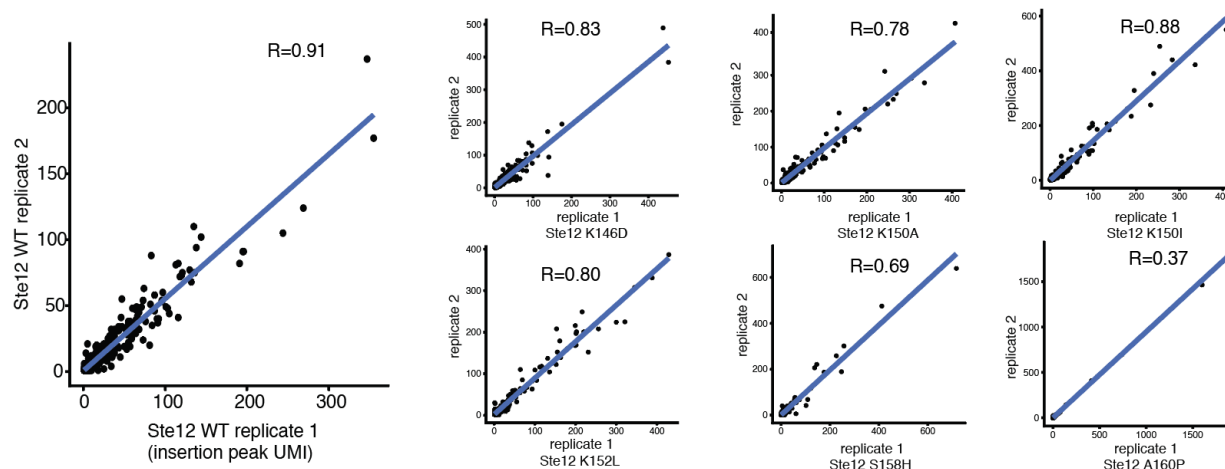 R=0.91
200
150
100
50
0
Ste12 WT replicate 2
0 100 200 300
Ste12 WT replicate 1
(insertion peak UMI)
R=0.83
500
400
300
200
100
0
replicate 2
0 100 200 300 400
replicate 1
Ste12 K146D
R=0.78
400
300
200
100
0
replicate 2
0 100 200 300 400
replicate 1
Ste12 K150A
R=0.88
600
400
200
0
replicate 2
0 100 200 300 400
replicate 1
Ste12 K150I
R=0.80
400
300
200
100
0
replicate 2
0 100 200 300 400
replicate 1
Ste12 K152L
R=0.69
600
400
200
0
replicate 2
0 200 400 600
replicate 1
Ste12 S158H
R=0.37
1500
1000
500
0
replicate 2
0 500 1000 1500
replicate 1
Ste12 A160P